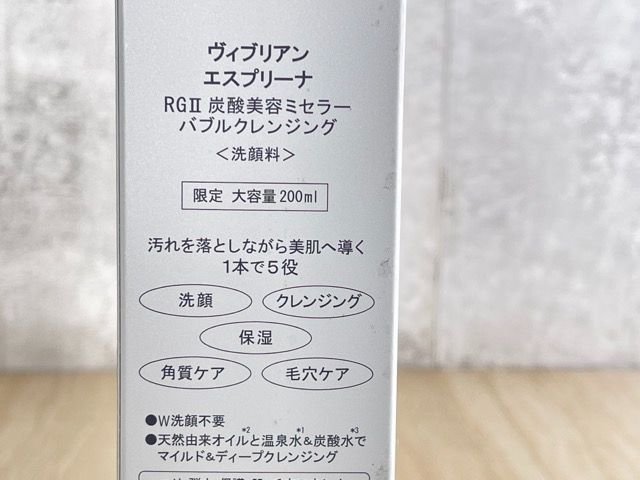 ヴィブリアン
エスプリーナ
RGⅡ 炭酸美容ミセラー
バブルクレンジング
＜洗顔料＞
限定 大容量200ml
汚れを落としながら美肌へ導く
1本で5役
洗顔 クレンジング
保湿
角質ケア 毛穴ケア
●W洗顔不要
●天然由来オイル*2と温泉水*1&炭酸水*3で
マイルド&ディープクレンジング